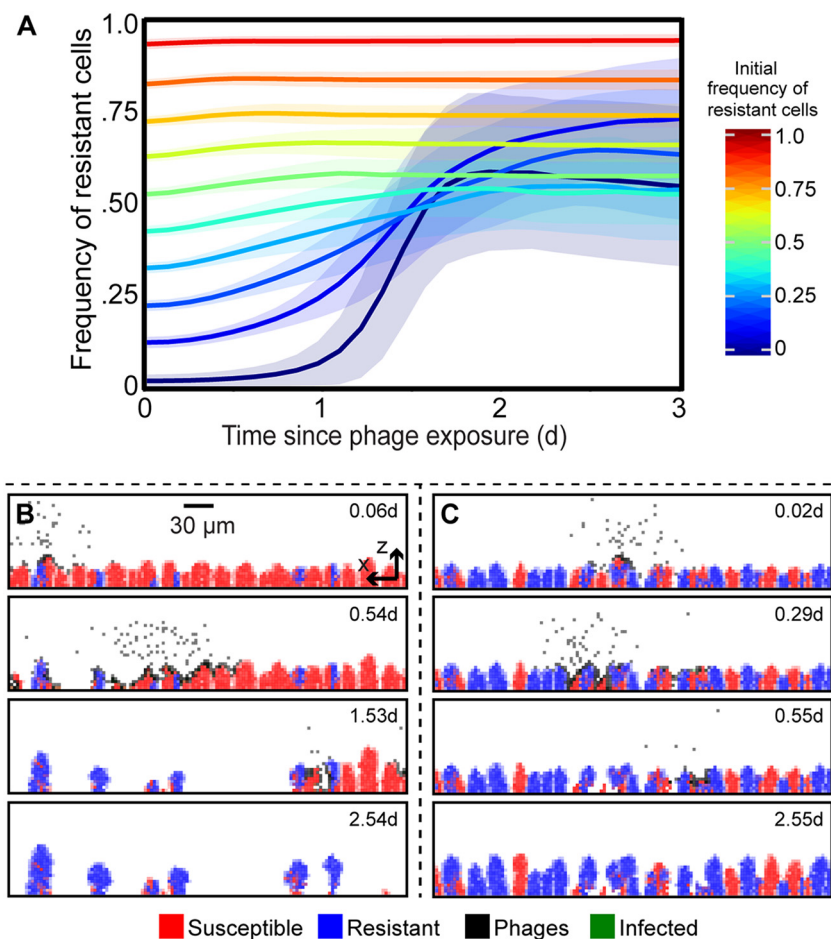 A
Frequency of resistant cells
1.0
.75
.50
.25
0
0 1 2 3
Time since phage exposure (d)
Initial
frequency of
resistant cells
1.0
0.75
0.5
0.25
0
B
30 µm
0.06d
z
x
0.54d
1.53d
2.54d
C
0.02d
0.29d
0.55d
2.55d
Susceptible Resistant Phages Infected